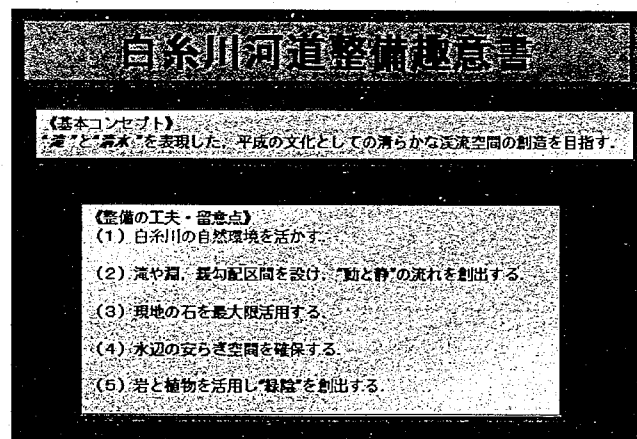 白糸川河道整備趣意書
《基本コンセプト》
"滝"と"清水"を表現した、平成の文化としての清らかな渓流空間の創造を目指す.
《整備の工夫・留意点》
(1) 白糸川の自然環境を活かす.
(2) 滝や淵, 緩勾配区間を設け, "動と静"の流れを創出する.
(3) 現地の石を最大限活用する.
(4) 水辺の安らぎ空間を確保する.
(5) 岩と植物を活用し"緑陰"を創出する.